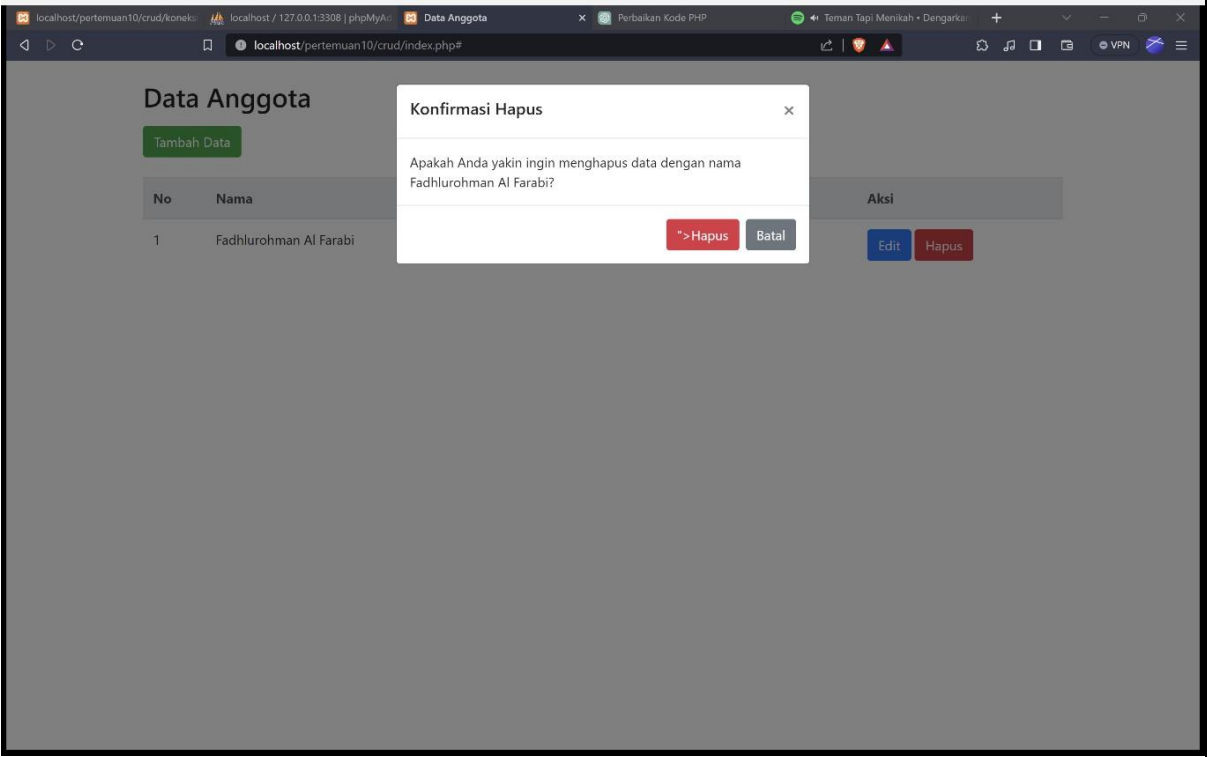 localhost/pertemuan10/crud/koneks
localhost / 127.0.0.1:3308 | phpMyAd
Data Anggota
Perbaikan Kode PHP
Teman Tapi Menikah • Dengarkan
localhost/pertemuan10/crud/index.php#
VPN
Data Anggota
Konfirmasi Hapus
Tambah Data
Apakah Anda yakin ingin menghapus data dengan nama
Fadhlurohman Al Farabi?
No Nama Aksi
">Hapus Batal
1 Fadhlurohman Al Farabi Edit Hapus